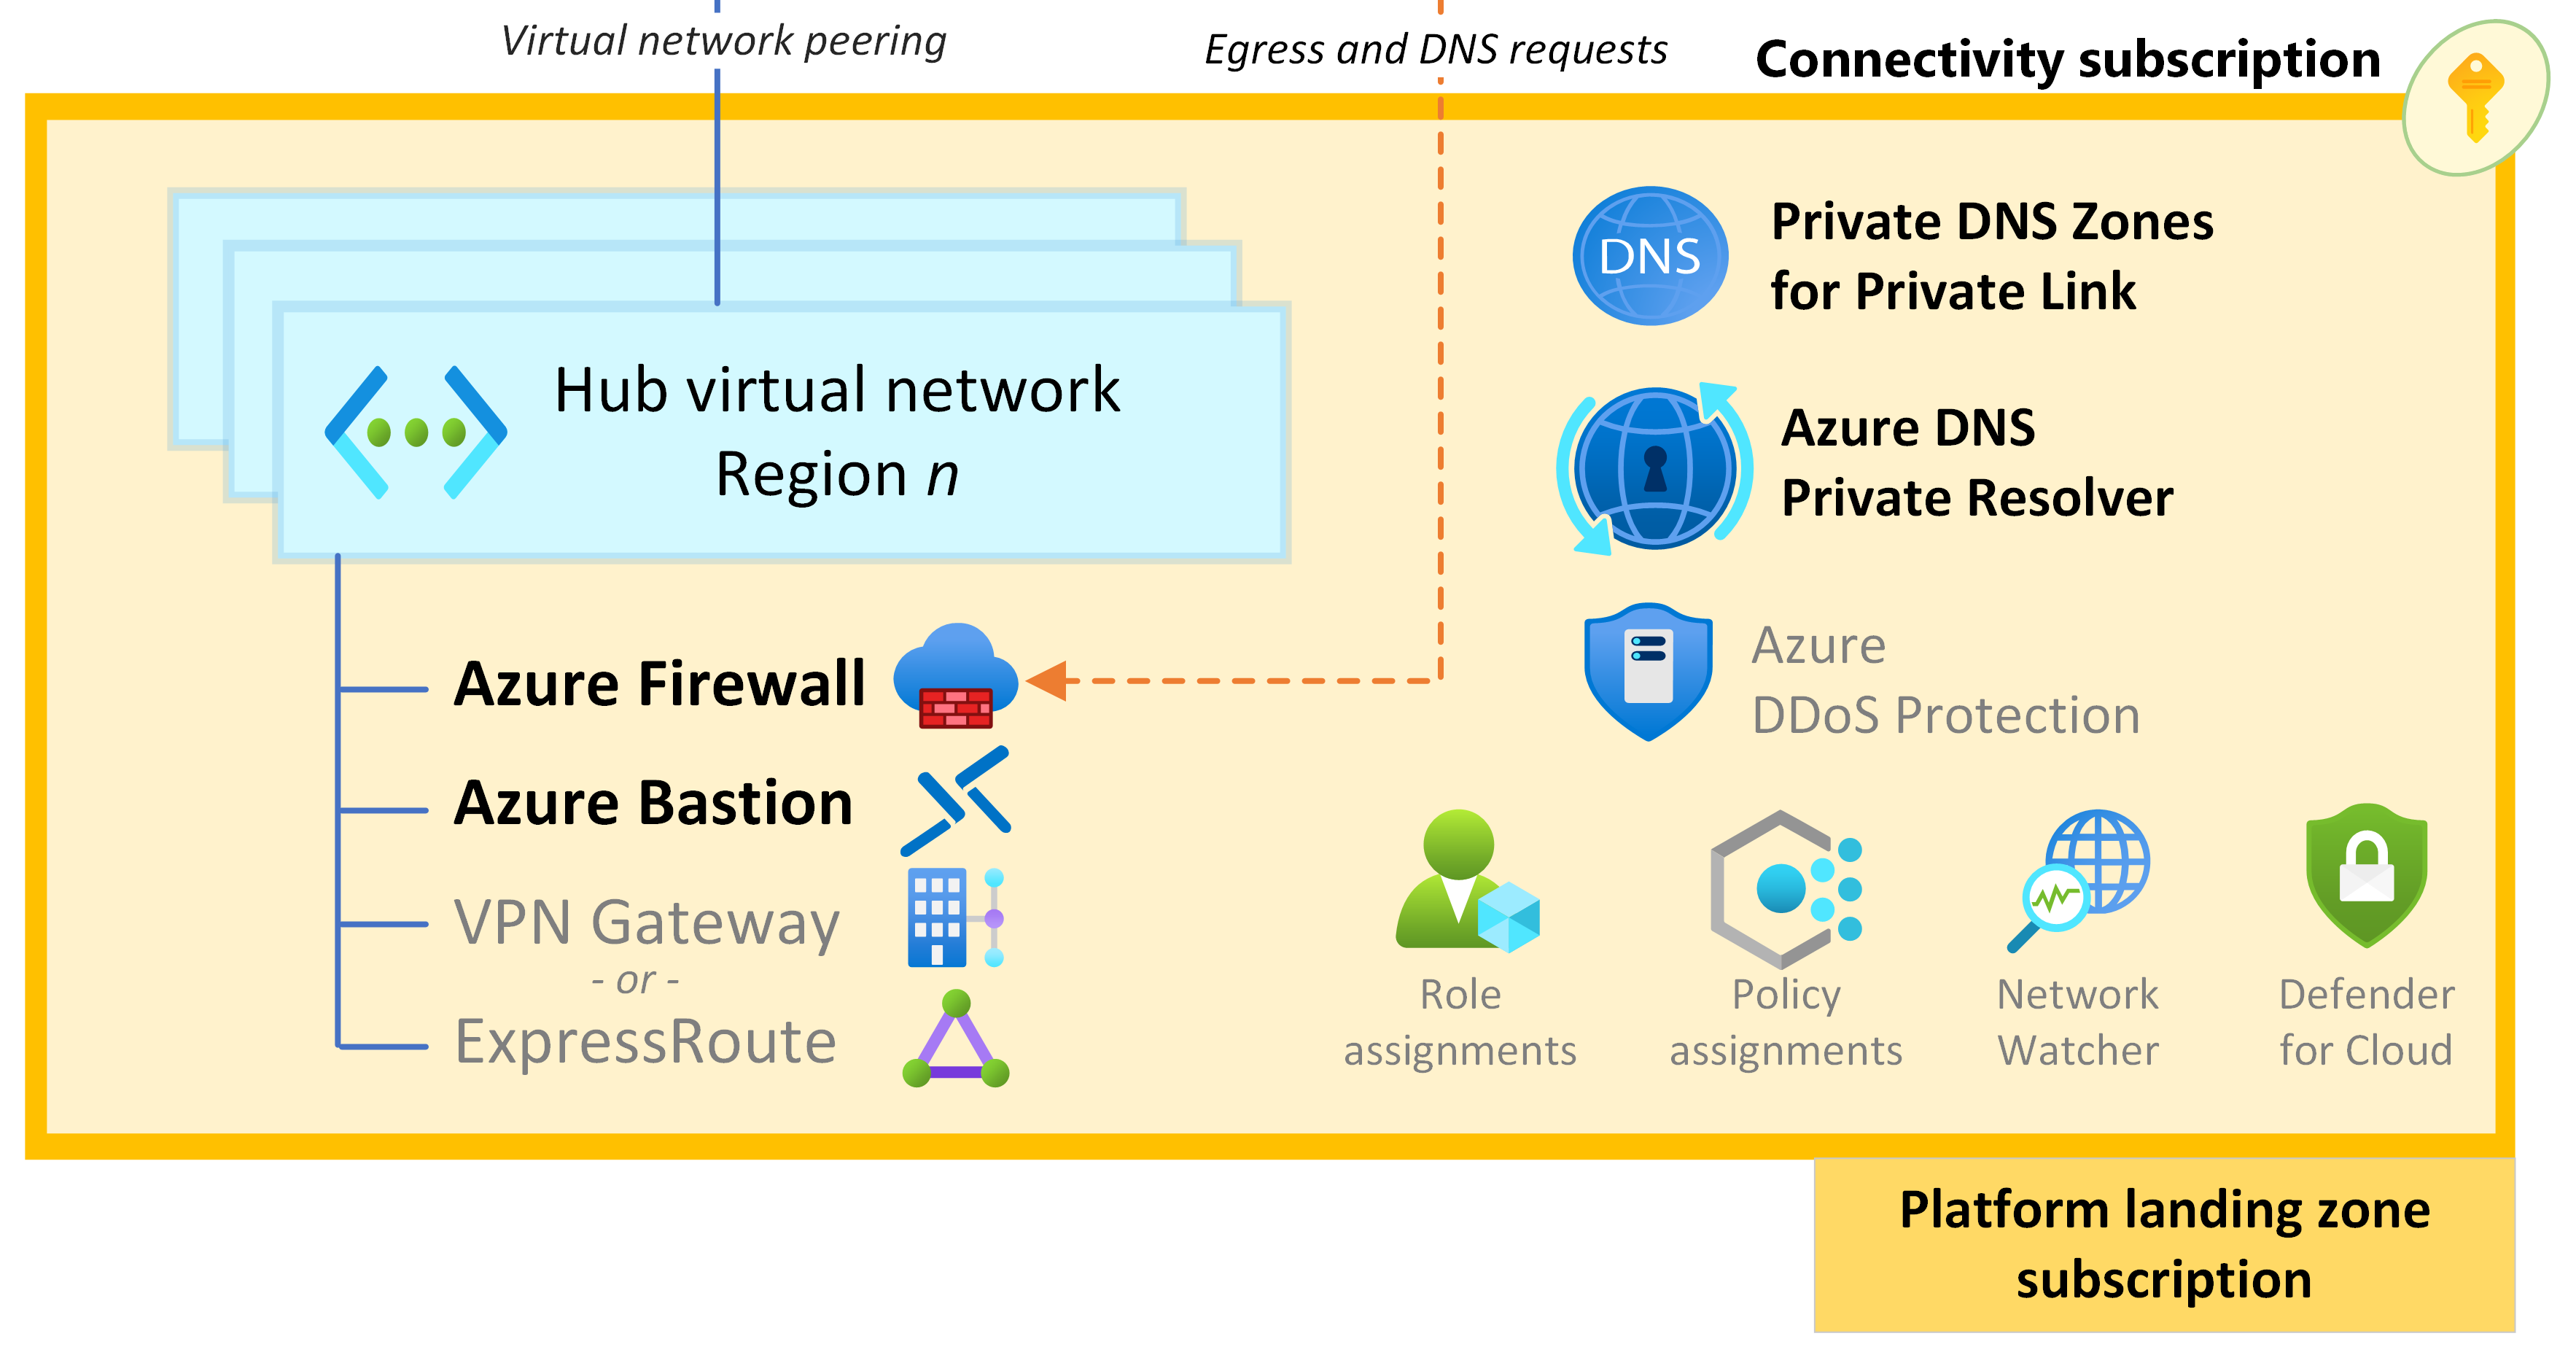 Virtual network peering
Egress and DNS requests
Connectivity subscription
Hub virtual network
Region n
Azure Firewall
Azure Bastion
VPN Gateway
- or -
ExpressRoute
DNS
Private DNS Zones
for Private Link
Azure DNS
Private Resolver
Azure
DDoS Protection
Role
assignments
Policy
assignments
Network
Watcher
Defender
for Cloud
Platform landing zone
subscription